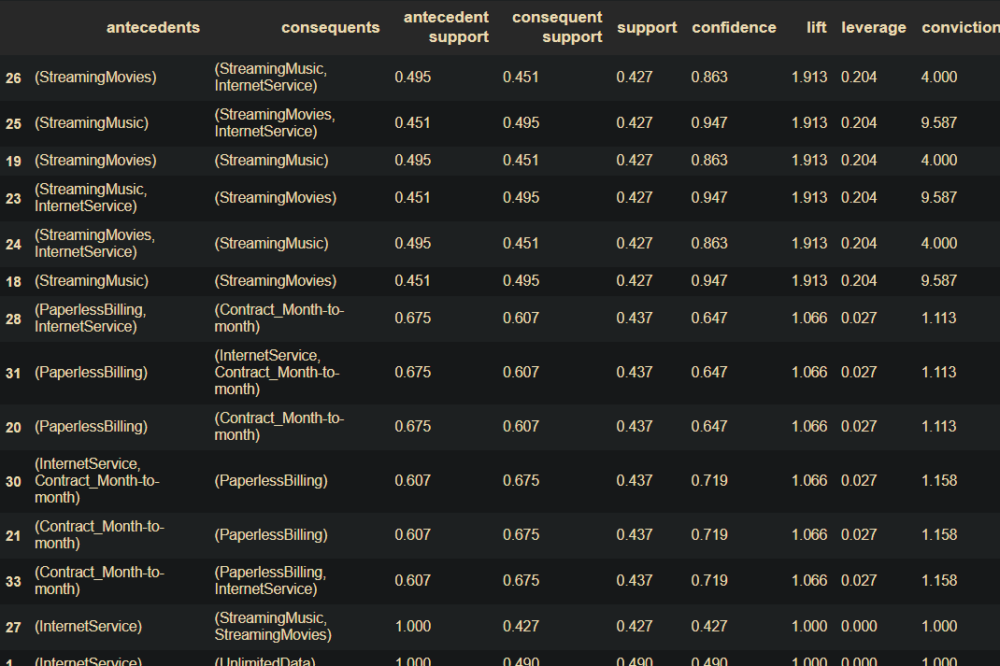 antecedents consequents antecedent support consequent support support confidence lift leverage conviction
26 (StreamingMovies) (StreamingMusic, InternetService) 0.495 0.451 0.427 0.863 1.913 0.204 4.000
25 (StreamingMusic) (StreamingMovies, InternetService) 0.451 0.495 0.427 0.947 1.913 0.204 9.587
19 (StreamingMovies) (StreamingMusic) 0.495 0.451 0.427 0.863 1.913 0.204 4.000
23 (StreamingMusic, InternetService) (StreamingMovies) 0.451 0.495 0.427 0.947 1.913 0.204 9.587
24 (StreamingMovies, InternetService) (StreamingMusic) 0.495 0.451 0.427 0.863 1.913 0.204 4.000
18 (StreamingMusic) (StreamingMovies) 0.451 0.495 0.427 0.947 1.913 0.204 9.587
28 (PaperlessBilling, InternetService) (Contract_Month-to-month) 0.675 0.607 0.437 0.647 1.066 0.027 1.113
31 (PaperlessBilling) (InternetService, Contract_Month-to-month) 0.675 0.607 0.437 0.647 1.066 0.027 1.113
20 (PaperlessBilling) (Contract_Month-to-month) 0.675 0.607 0.437 0.647 1.066 0.027 1.113
30 (InternetService, Contract_Month-to-month) (PaperlessBilling) 0.607 0.675 0.437 0.719 1.066 0.027 1.158
21 (Contract_Month-to-month) (PaperlessBilling) 0.607 0.675 0.437 0.719 1.066 0.027 1.158
33 (Contract_Month-to-month) (PaperlessBilling, InternetService) 0.607 0.675 0.437 0.719 1.066 0.027 1.158
27 (InternetService) (StreamingMusic, StreamingMovies) 1.000 0.427 0.427 0.427 1.000 0.000 1.000
1 (InternetService) (UnlimitedData) 1.000 0.490 0.490 0.490 1.000 0.000 1.000